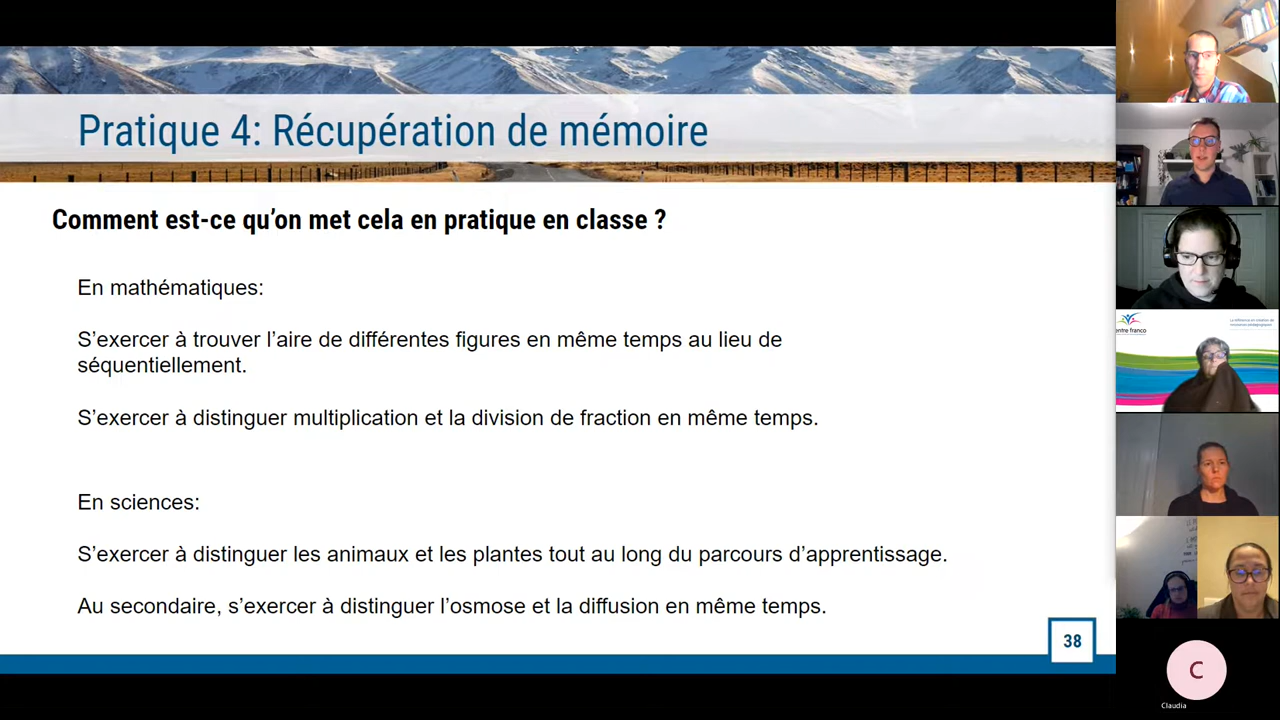 Pratique 4: Récupération de mémoire
Comment est-ce qu’on met cela en pratique en classe ?
En mathématiques:
S’exercer à trouver l’aire de différentes figures en même temps au lieu de
séquentiellement.
S’exercer à distinguer multiplication et la division de fraction en même temps.
En sciences:
S’exercer à distinguer les animaux et les plantes tout au long du parcours d’apprentissage.
Au secondaire, s’exercer à distinguer l’osmose et la diffusion en même temps.
38
entre franco
C
Claudia